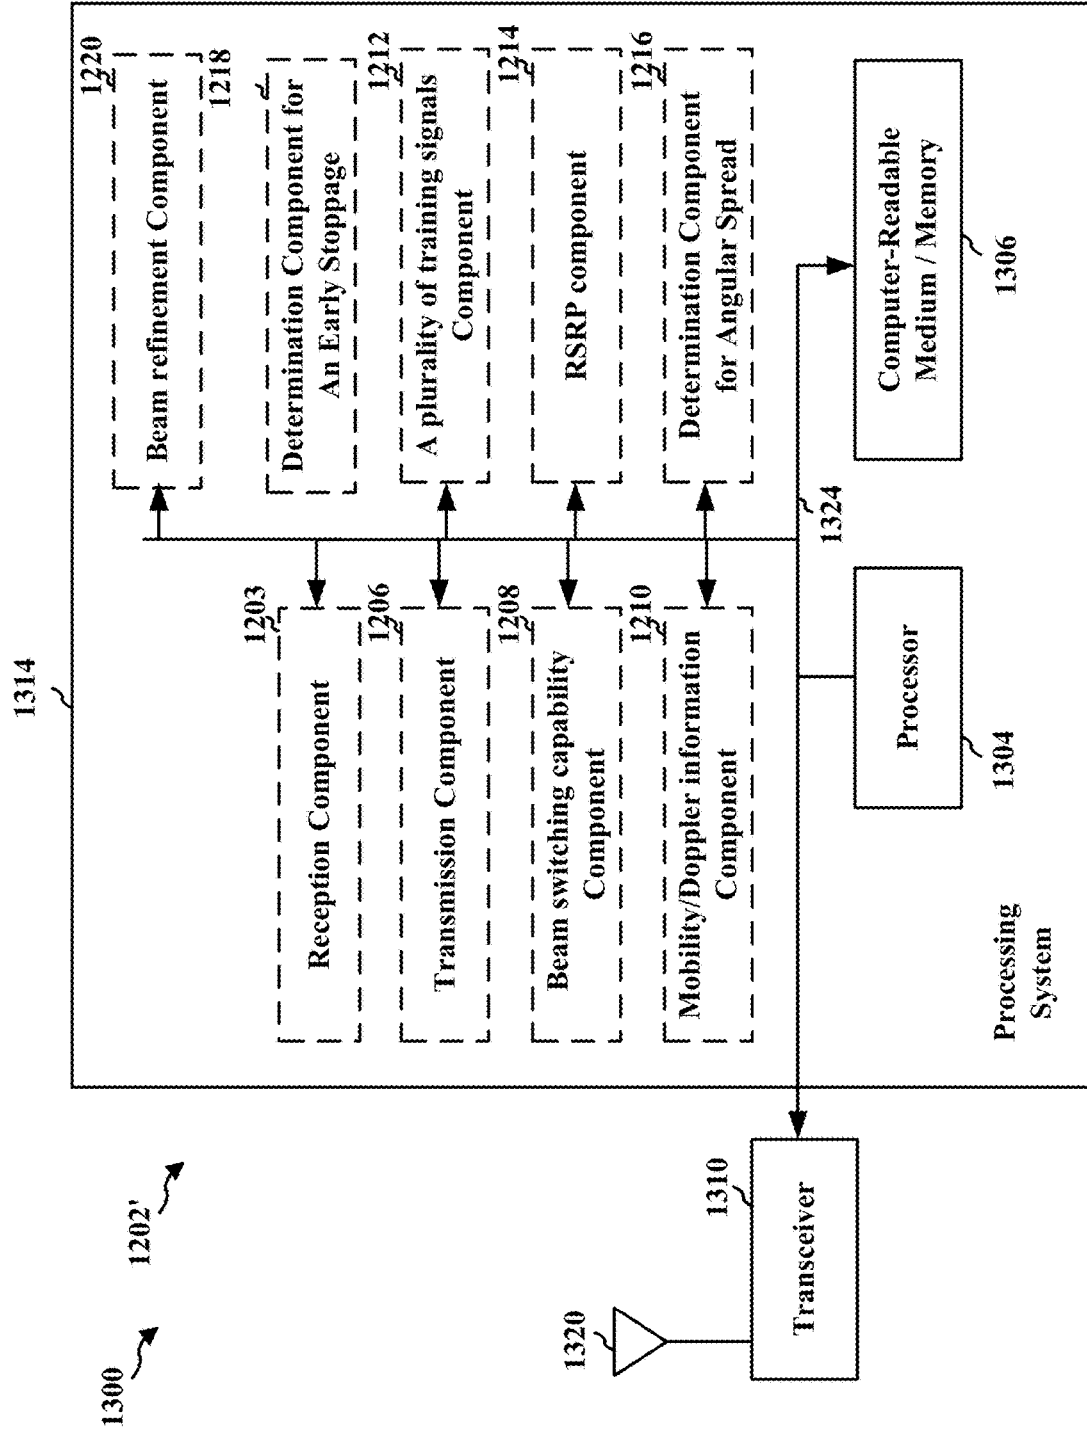 1300
1202'
1314
1320
1310
Transceiver
1203
Reception Component
1206
Transmission Component
1208
Beam switching capability
Component
1210
Mobility/Doppler information
Component
1220
Beam refinement Component
1218
Determination Component for
An Early Stoppage
1212
A plurality of training signals
Component
1214
RSRP component
1216
Determination Component
for Angular Spread
1324
Processor
1304
Computer-Readable
Medium / Memory
1306
Processing
System